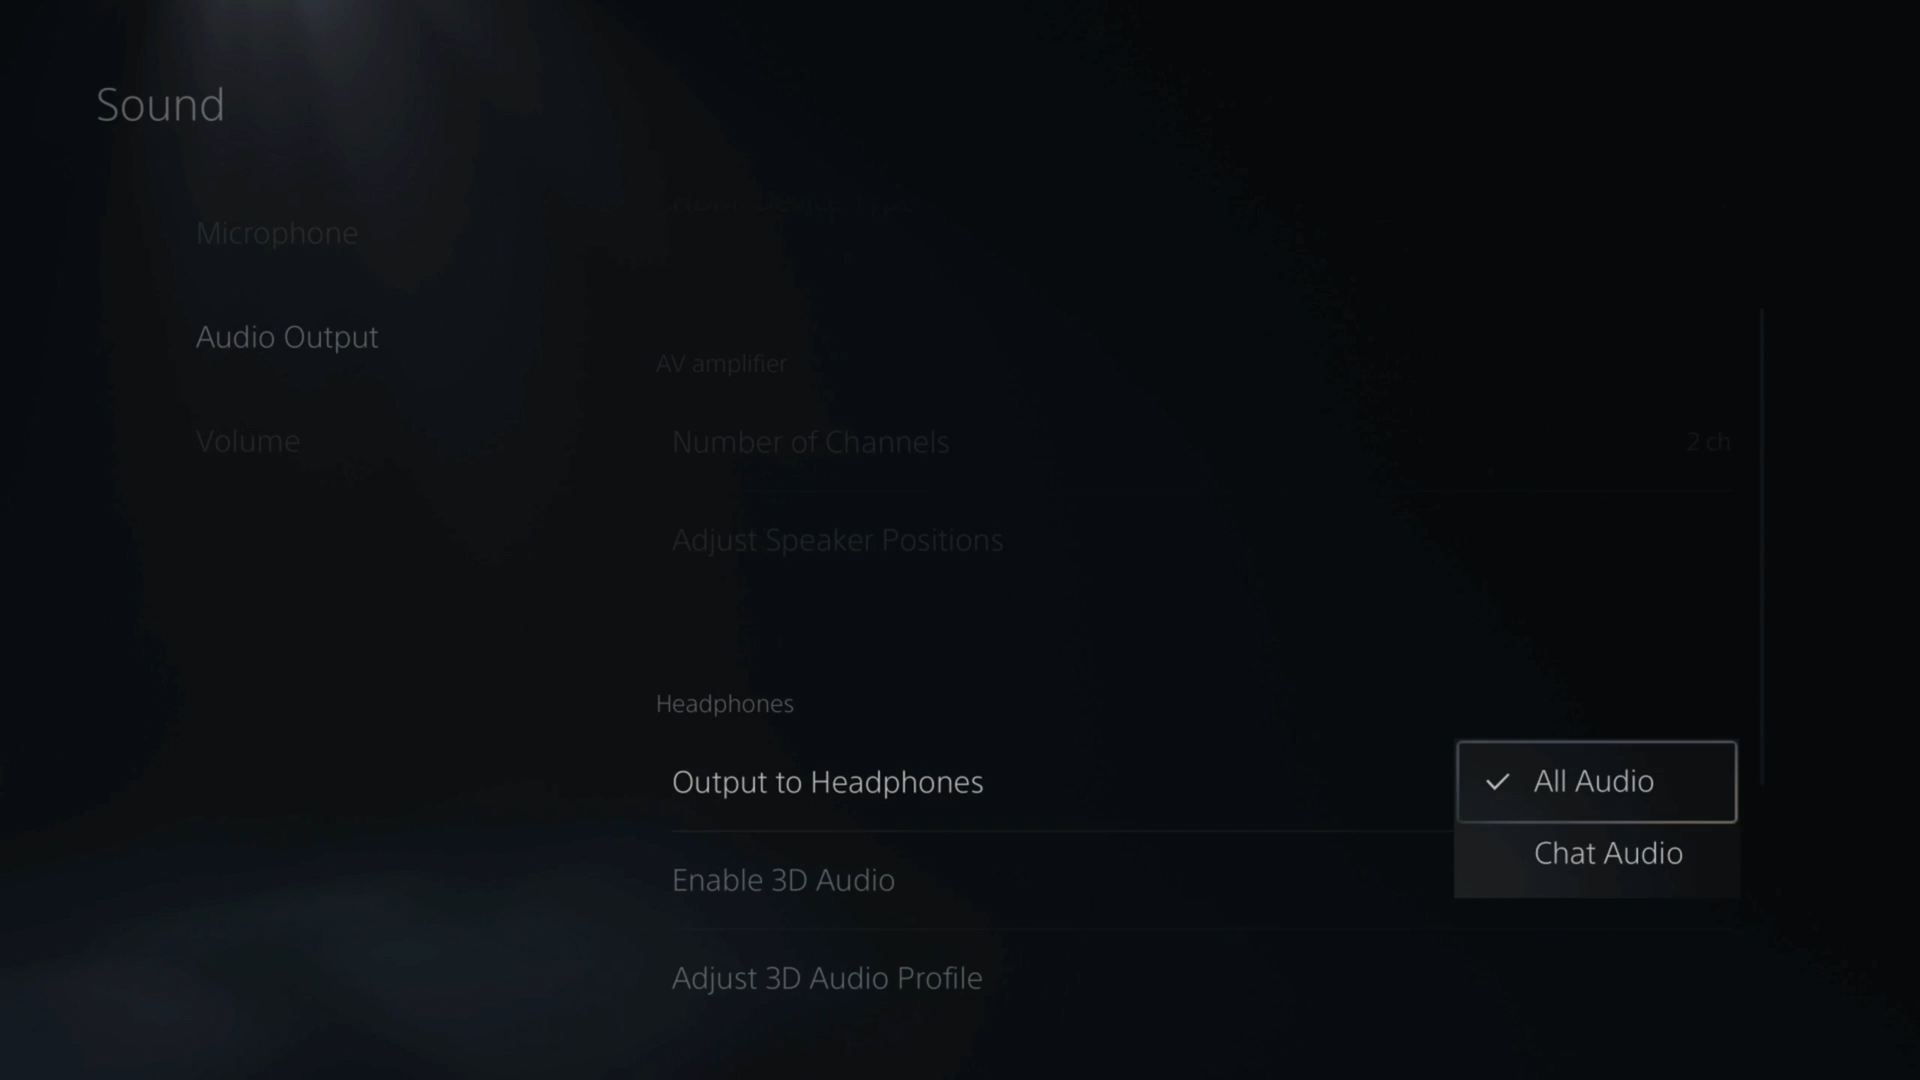 Sound
Microphone
Audio Output
Volume
AV amplifier
Number of Channels 2 ch
Adjust Speaker Positions
Headphones
Output to Headphones
All Audio
Chat Audio
Enable 3D Audio
Adjust 3D Audio Profile